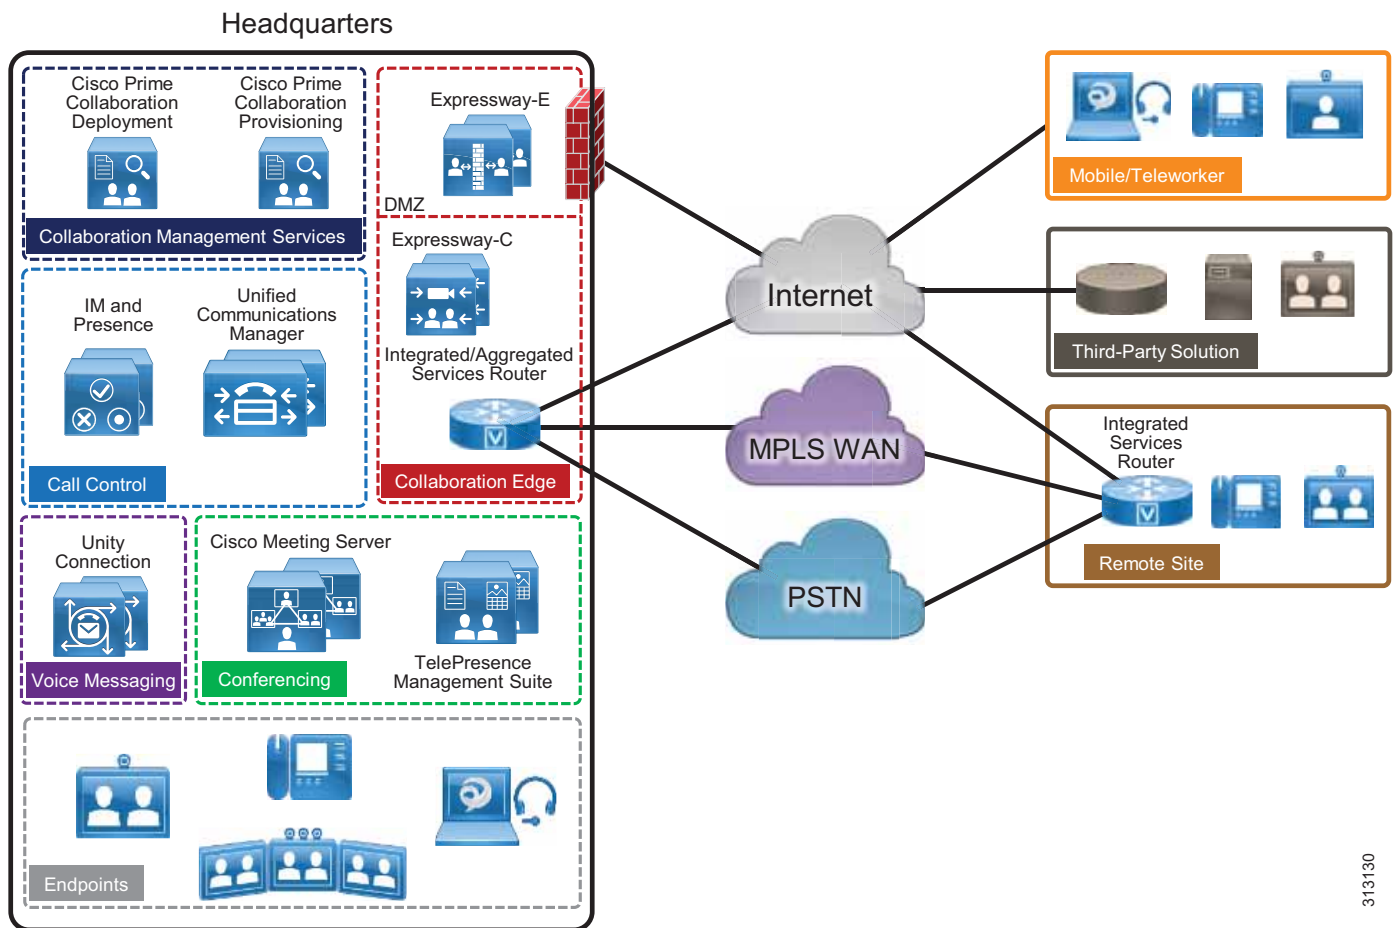 Headquarters
Cisco Prime
Collaboration
Deployment
Cisco Prime
Collaboration
Provisioning
Collaboration Management Services
Expressway-E
DMZ
Expressway-C
Integrated/Aggregated
Services Router
V
Collaboration Edge
IM and
Presence
Unified
Communications
Manager
Call Control
Unity
Connection
Voice Messaging
Cisco Meeting Server
TelePresence
Management Suite
Conferencing
Endpoints
Internet
MPLS WAN
PSTN
Mobile/Teleworker
Third-Party Solution
Integrated
Services
Router
V
Remote Site
313130